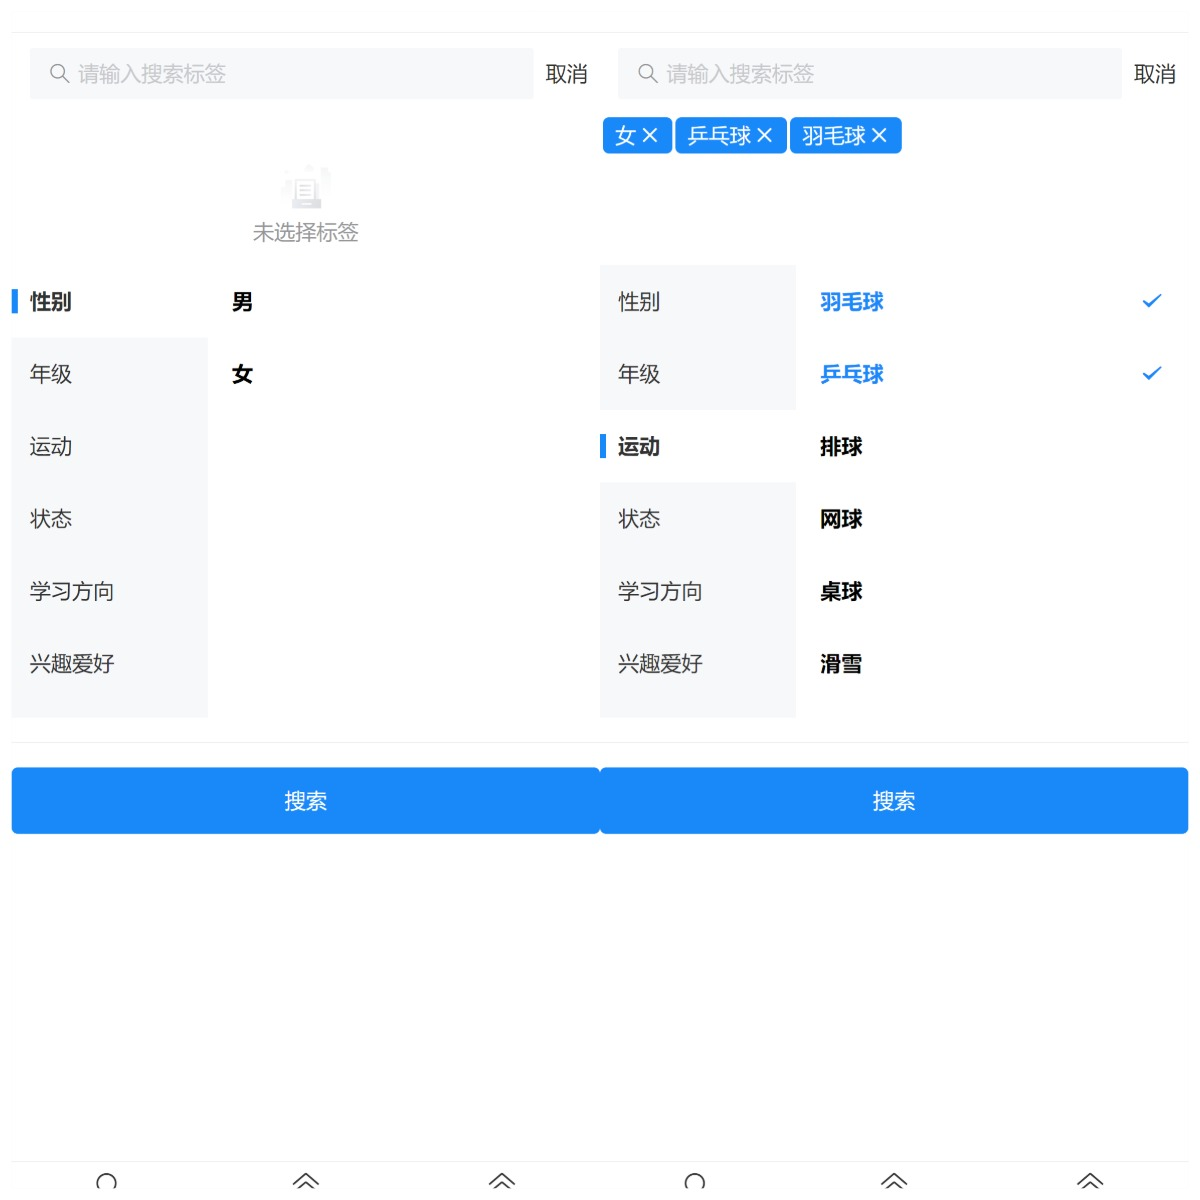 请输入搜索标签 取消
未选择标签
性别 男
年级 女
运动
状态
学习方向
兴趣爱好
搜索
请输入搜索标签 取消
女 乒乓球 羽毛球
性别 羽毛球
年级 乒乓球
运动 排球
状态 网球
学习方向 桌球
兴趣爱好 滑雪
搜索